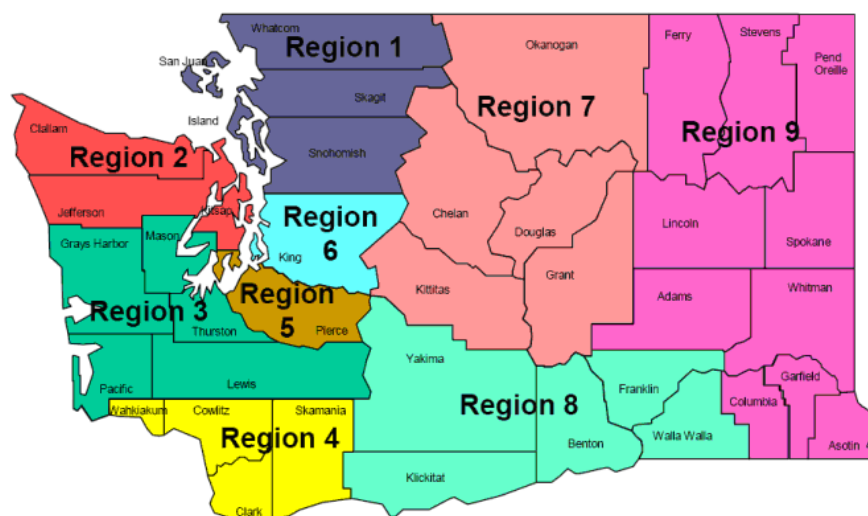 Whatcom
Region 1
San Juan
Skagit
Island
Snohomish
Okanogan
Region 7
Ferry
Stevens
Pend
Oreille
Region 9
Clallam
Region 2
Jefferson
Kitsap
Chelan
Douglas
Lincoln
Spokane
Grays Harbor
Mason
Region
6
King
Kittitas
Grant
Adams
Whitman
Region 3
Thurston
Region
5
Pierce
Pacific
Lewis
Yakima
Region 8
Franklin
Benton
Walla Walla
Columbia
Garfield
Asotin
Wahkiakum
Cowlitz
Skamania
Region 4
Clark
Klickitat